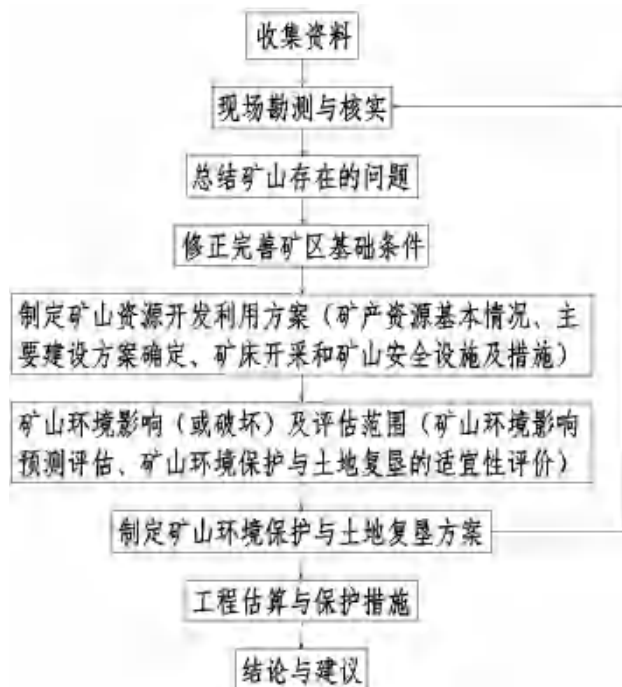 收集资料
现场勘测与核实
总结矿山存在的问题
修正完善矿区基础条件
制定矿山资源开发利用方案（矿产资源基本情况、主
要建设方案确定、矿床开采和矿山安全设施及措施）
矿山环境影响（或破坏）及评估范围（矿山环境影响
预测评估、矿山环境保护与土地复垦的适宜性评价）
制定矿山环境保护与土地复垦方案
工程估算与保护措施
结论与建议